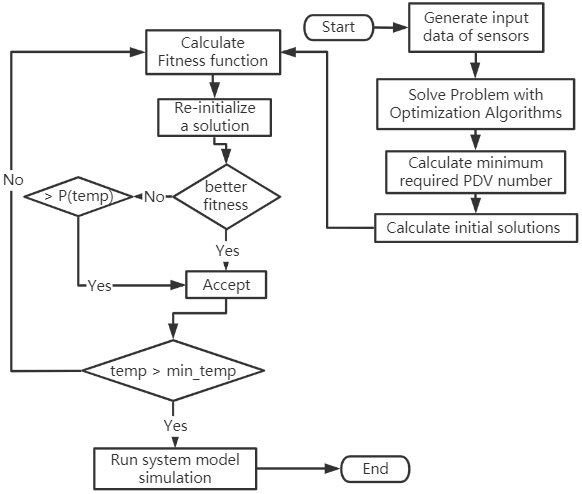 Start
Generate input
data of sensors
Solve Problem with
Optimization Algorithms
Calculate minimum
required PDV number
Calculate initial solutions
Calculate
Fitness function
Re-initialize
a solution
better
fitness
No
> P(temp)
Yes
Yes
Accept
temp > min_temp
No
Yes
Run system model
simulation
End